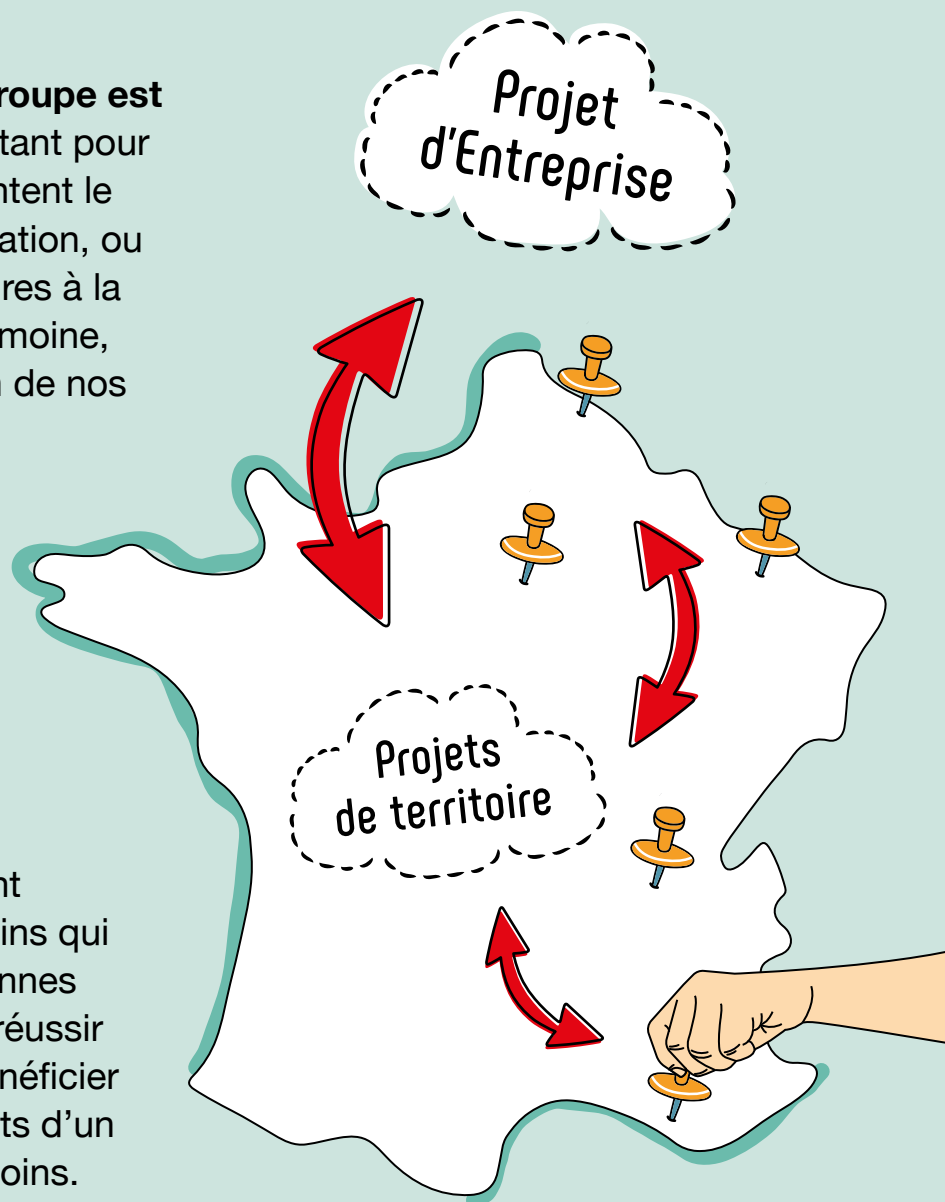 roupe est
tant pour
ntent le
ation, ou
res à la
moine,
n de nos
Projet
d'Entreprise
Projets
de territoire
nt
ins qui
nnes
réussir
néficier
ts d'un
oins.